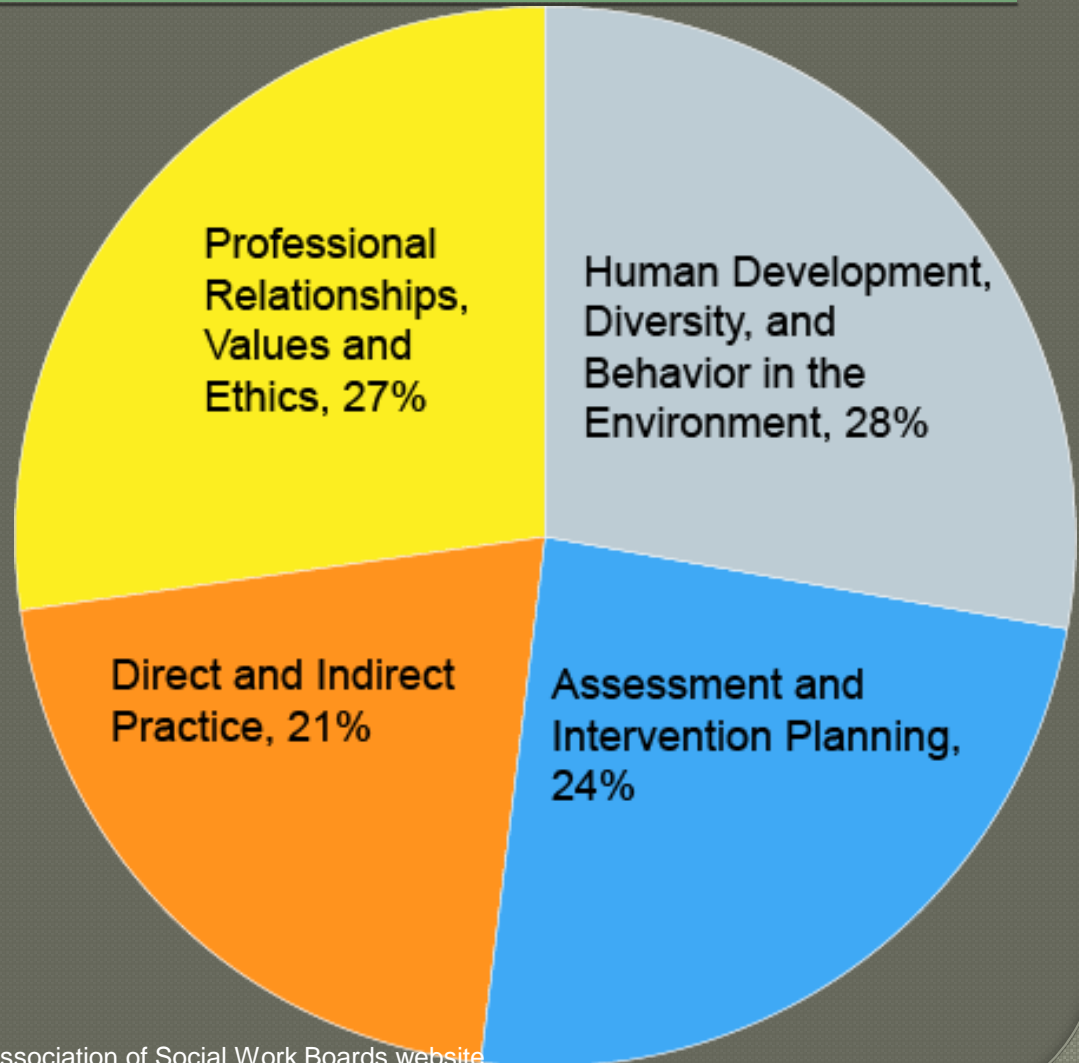 Professional
Relationships,
Values and
Ethics, 27%
Human Development,
Diversity, and
Behavior in the
Environment, 28%
Direct and Indirect
Practice, 21%
Assessment and
Intervention Planning,
24%
ssociation of Social Work Boards website